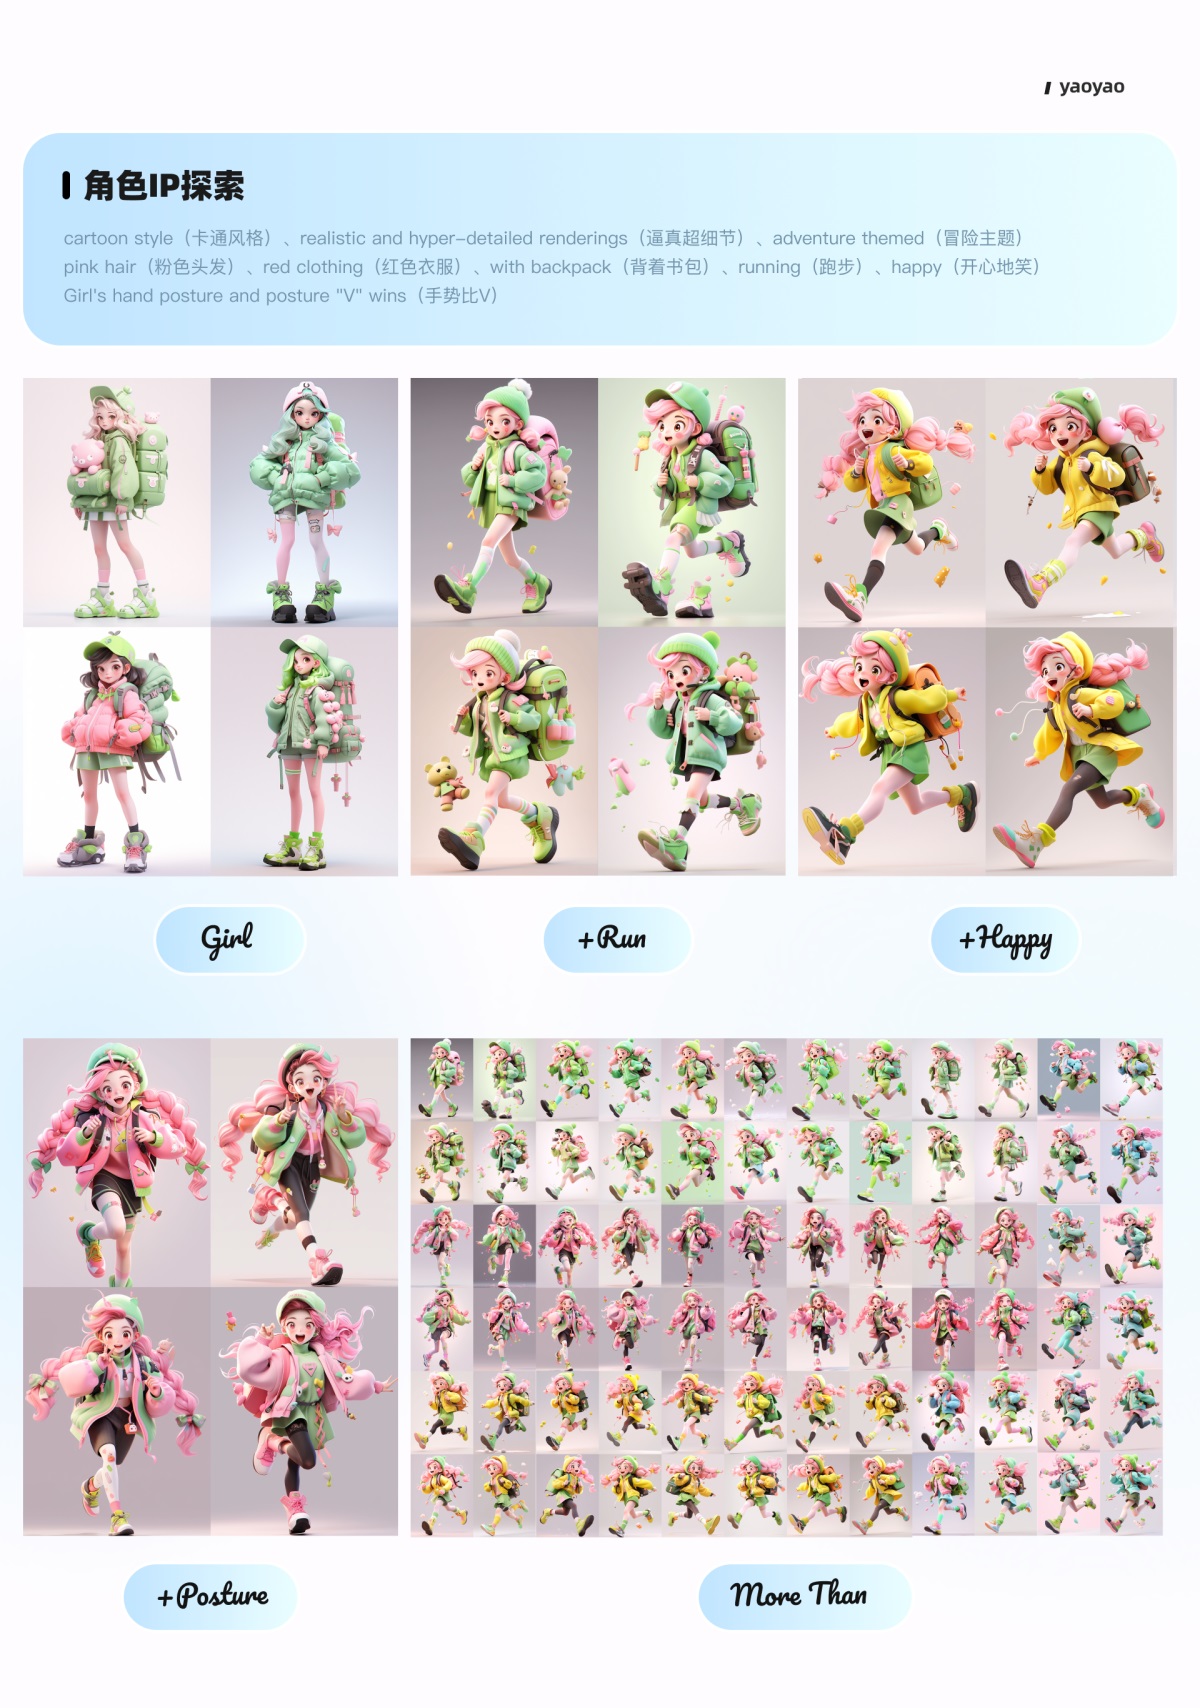 yaoyao
角色IP探索
cartoon style（卡通风格）、realistic and hyper-detailed renderings（逼真超细节）、adventure themed（冒险主题）
pink hair（粉色头发）、red clothing（红色衣服）、with backpack（背着书包）、running（跑步）、happy（开心地笑）
Girl's hand posture and posture "V" wins（手势比V）
Girl
+Run
+Happy
+Posture
More Than